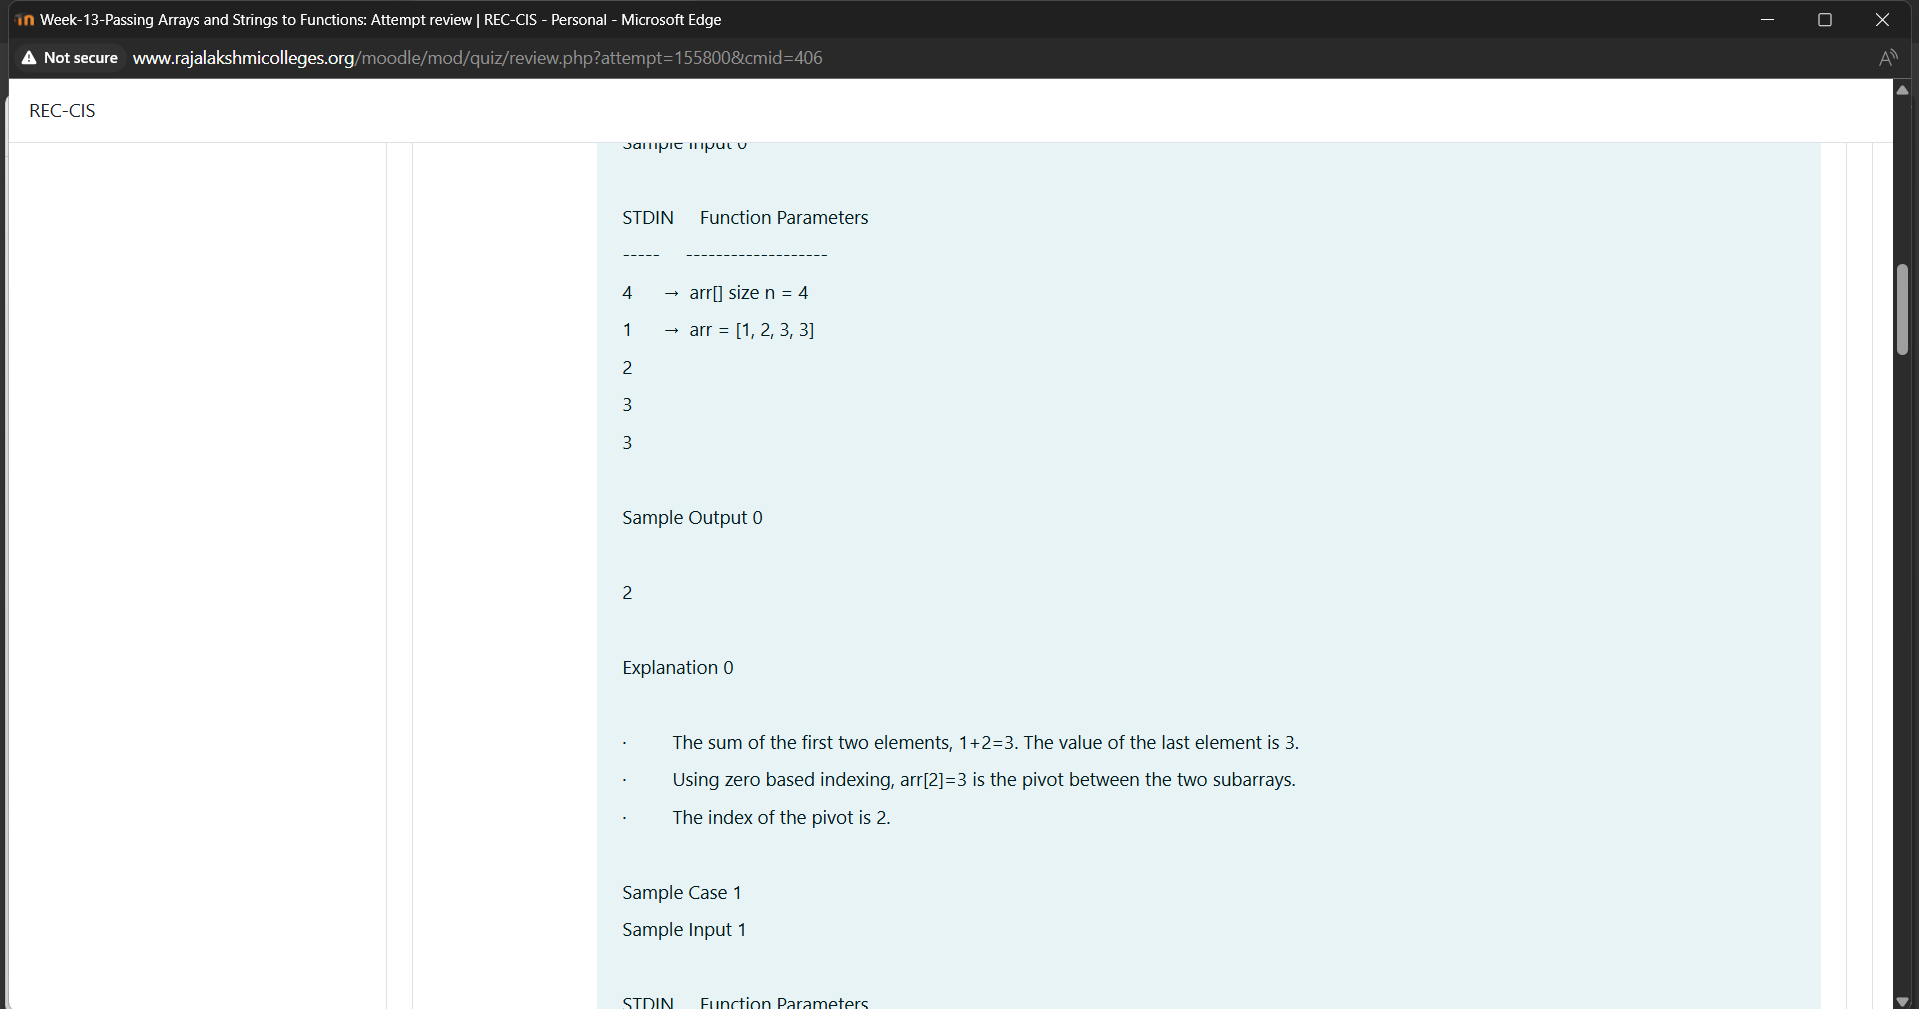 Week-13-Passing Arrays and Strings to Functions: Attempt review | REC-CIS - Personal - Microsoft Edge
Not secure www.rajalakshmicolleges.org/moodle/mod/quiz/review.php?attempt=155800&cmid=406
REC-CIS
Sample Input 0
STDIN Function Parameters
----- -------------------
4 → arr[] size n = 4
1 → arr = [1, 2, 3, 3]
2
3
3
Sample Output 0
2
Explanation 0
· The sum of the first two elements, 1+2=3. The value of the last element is 3.
· Using zero based indexing, arr[2]=3 is the pivot between the two subarrays.
· The index of the pivot is 2.
Sample Case 1
Sample Input 1
STDIN Function Parameters